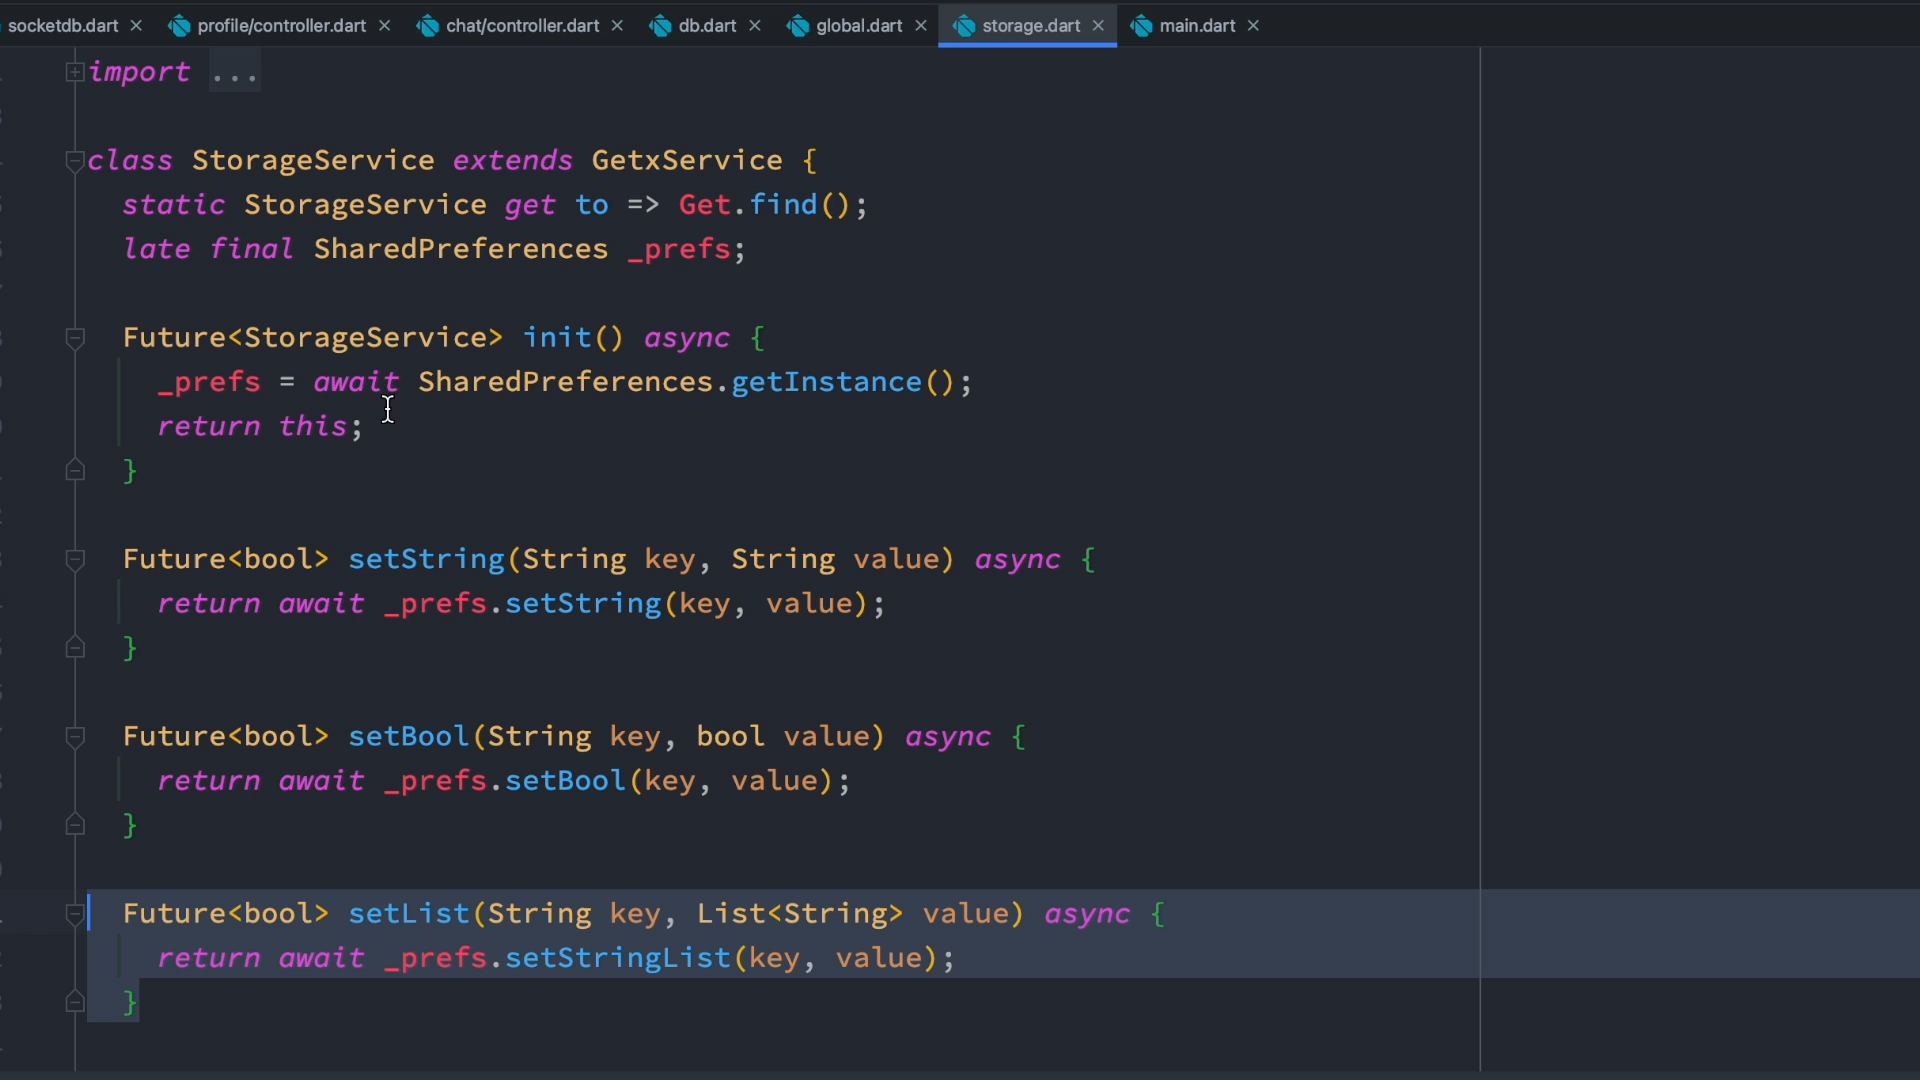 socketdb.dart × profile/controller.dart × chat/controller.dart × db.dart × global.dart × storage.dart × main.dart ×
import ...
class StorageService extends GetxService {
static StorageService get to => Get.find();
late final SharedPreferences _prefs;
Future<StorageService> init() async {
_prefs = await SharedPreferences.getInstance();
return this;
}
Future<bool> setString(String key, String value) async {
return await _prefs.setString(key, value);
}
Future<bool> setBool(String key, bool value) async {
return await _prefs.setBool(key, value);
}
Future<bool> setList(String key, List<String> value) async {
return await _prefs.setStringList(key, value);
}